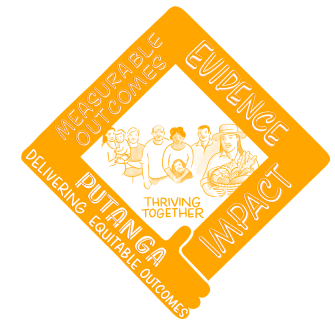 MEASURABLE
OUTCOMES
EVIDENCE
IMPACT
THRIVING
TOGETHER
PUTANGA
DELIVERING EQUITABLE OUTCOMES